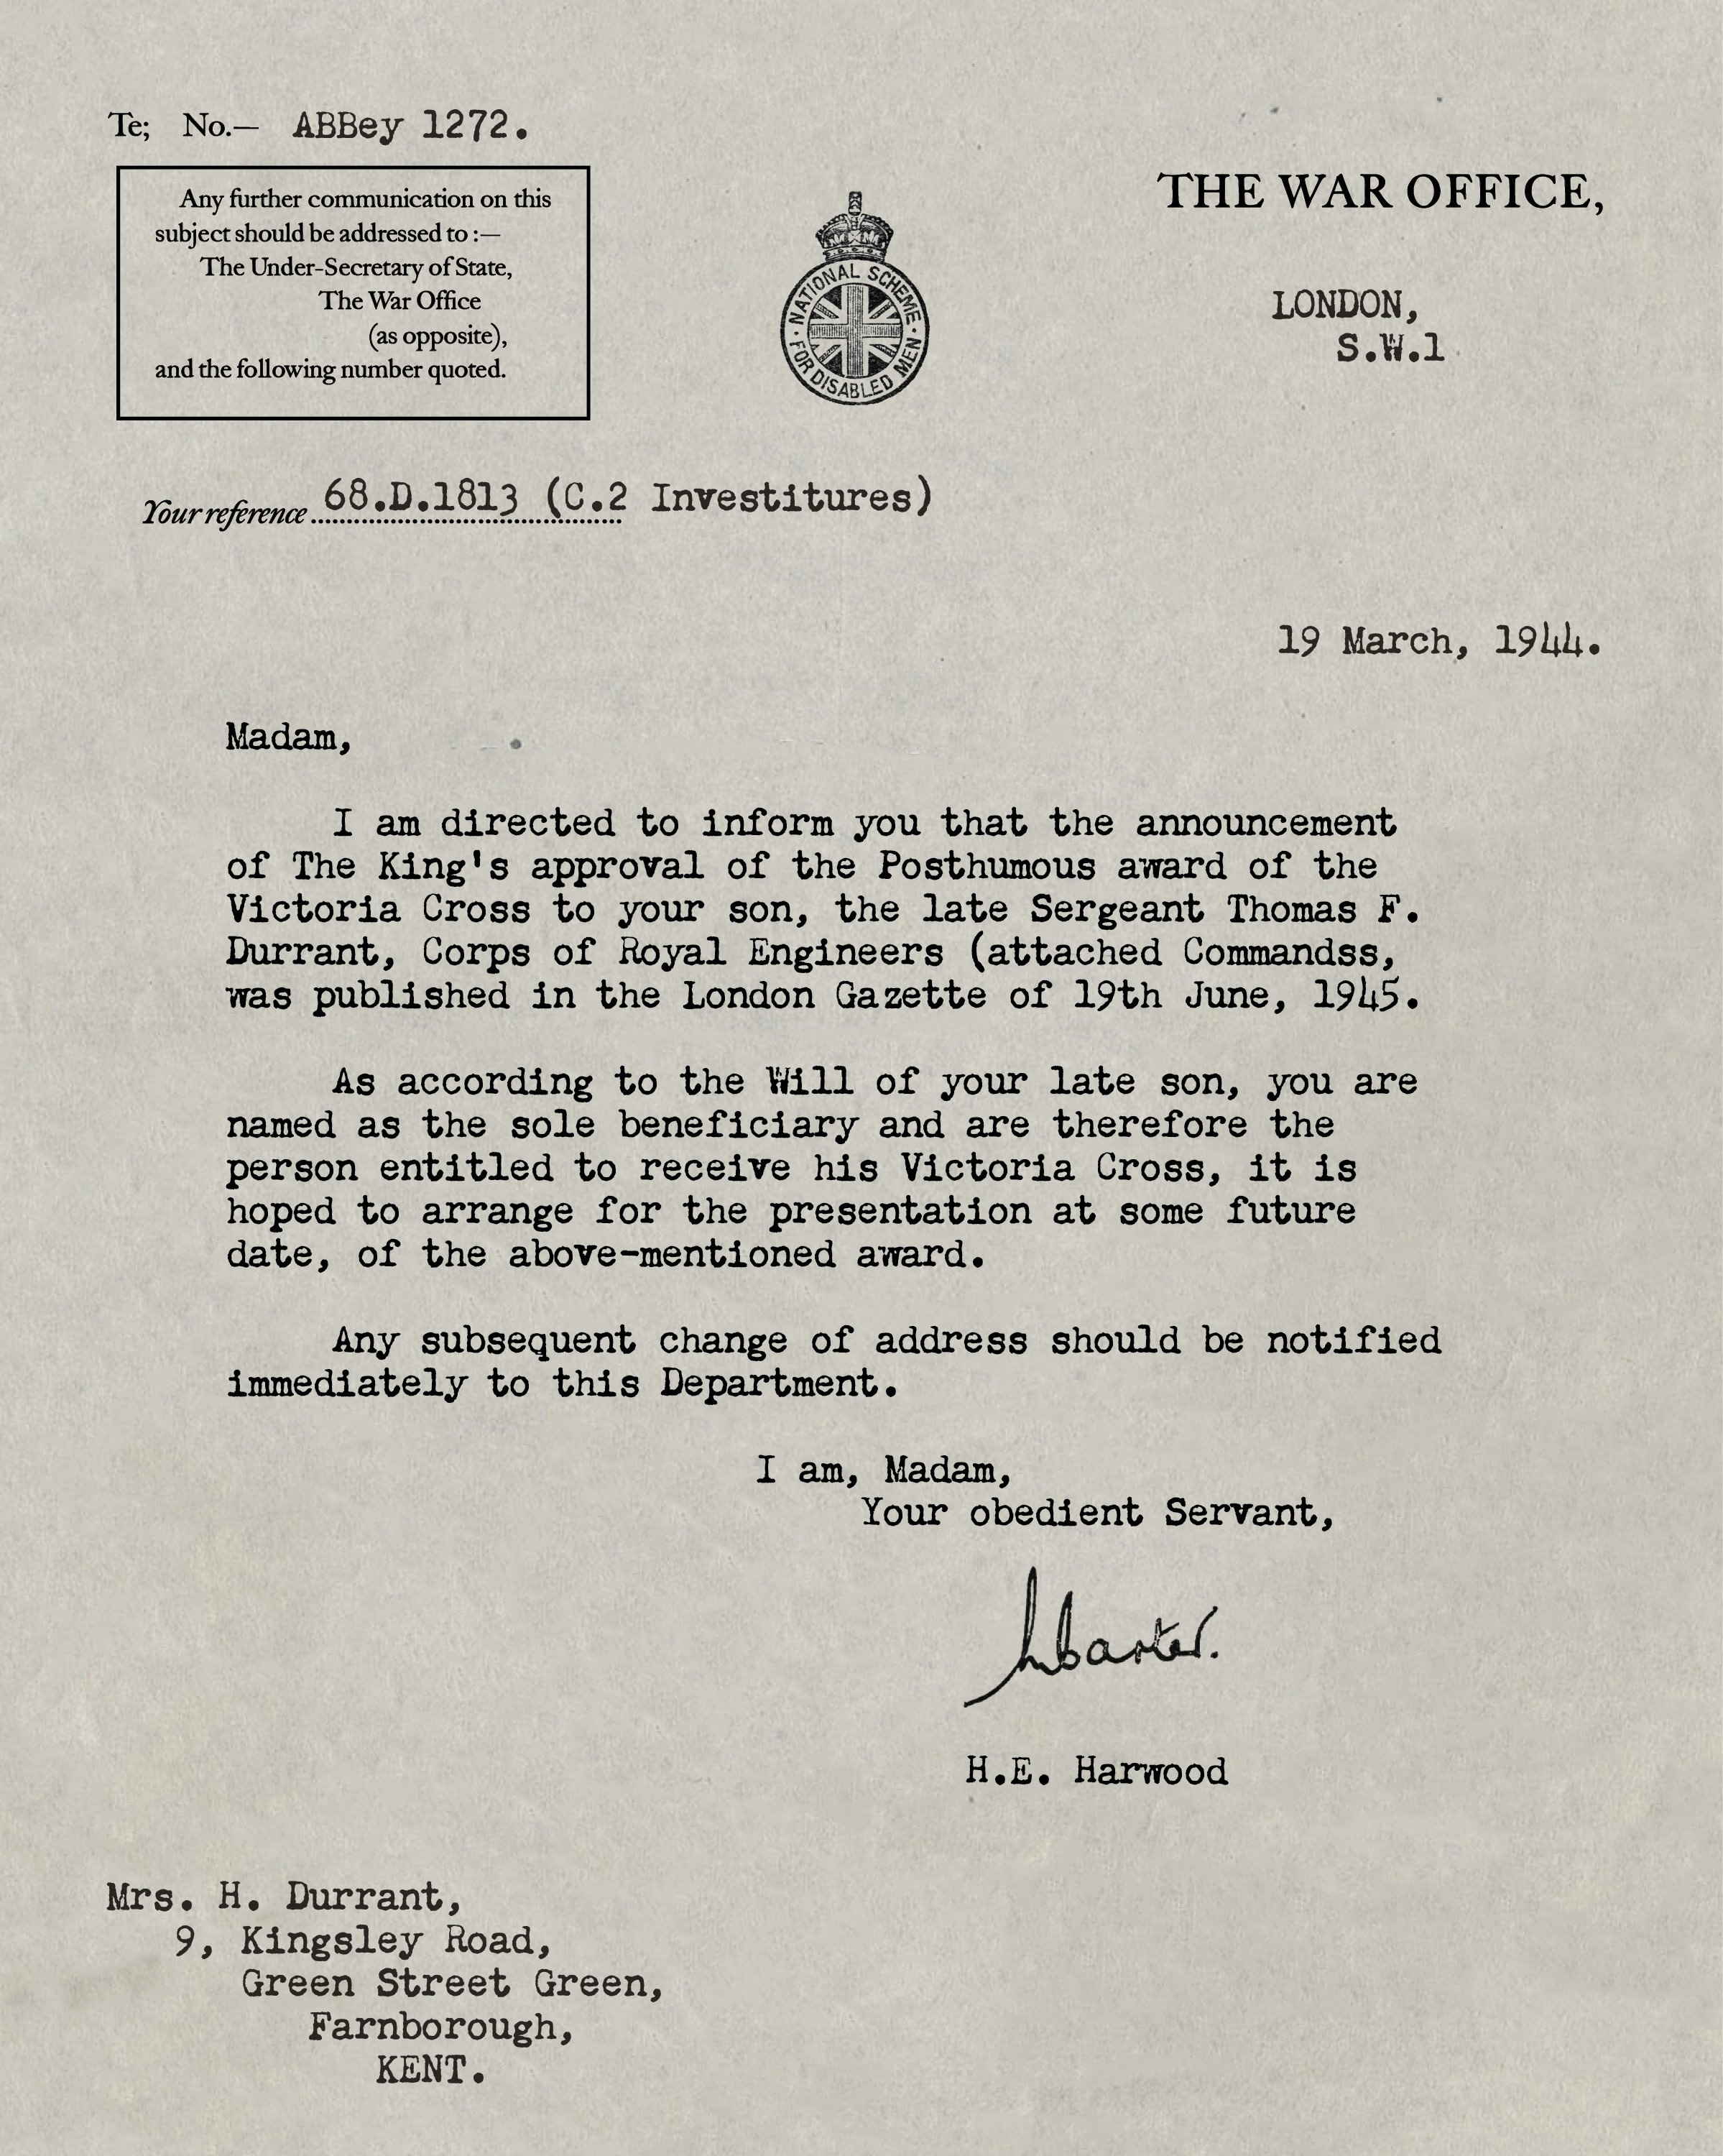 Te; No.— ABBey 1272.
Any further communication on this
subject should be addressed to :—
The Under-Secretary of State,
The War Office
(as opposite),
and the following number quoted.
NATIONAL SCHEME
· FOR DISABLED MEN ·
THE WAR OFFICE,
LONDON,
S.W.1
Your reference 68.D.1813 (C.2 Investitures)
19 March, 1944.
Madam,
I am directed to inform you that the announcement
of The King's approval of the Posthumous award of the
Victoria Cross to your son, the late Sergeant Thomas F.
Durrant, Corps of Royal Engineers (attached Commandss,
was published in the London Gazette of 19th June, 1945.
As according to the Will of your late son, you are
named as the sole beneficiary and are therefore the
person entitled to receive his Victoria Cross, it is
hoped to arrange for the presentation at some future
date, of the above-mentioned award.
Any subsequent change of address should be notified
immediately to this Department.
I am, Madam,
Your obedient Servant,
H.E. Harwood
Mrs. H. Durrant,
9, Kingsley Road,
Green Street Green,
Farnborough,
KENT.